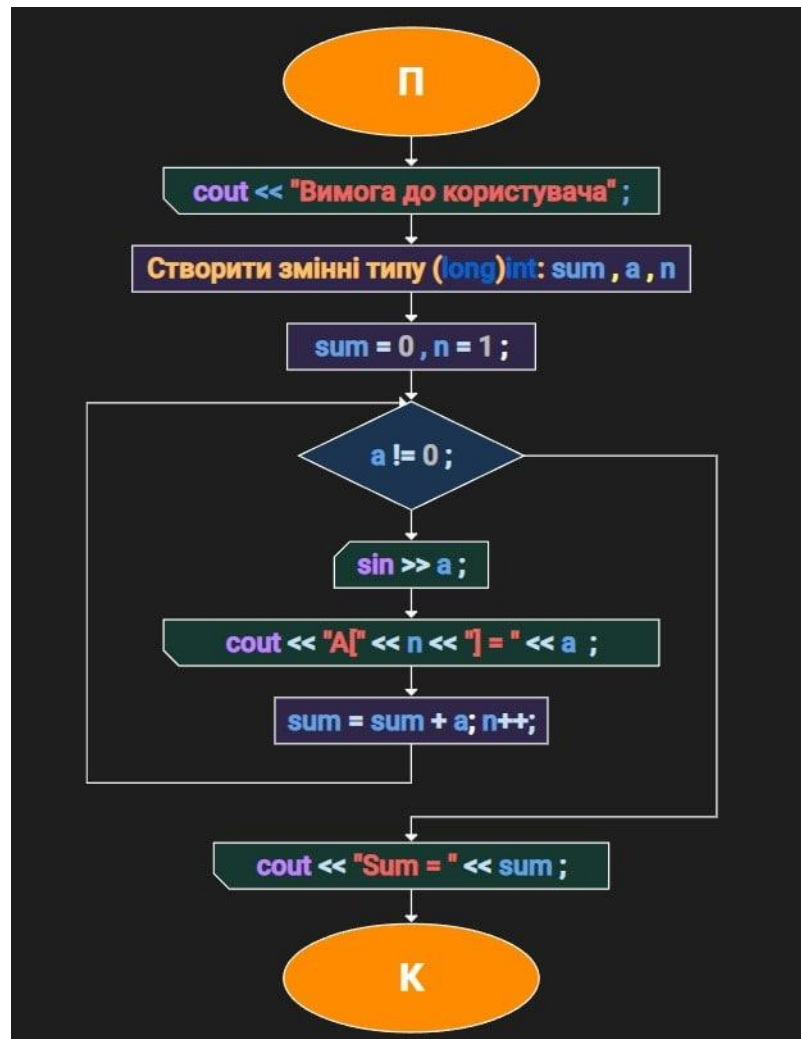 П
cout << "Вимога до користувача" ;
Створити змінні типу (long)int: sum , a , n
sum = 0 , n = 1 ;
a != 0 ;
sin >> a ;
cout << "A[" << n << "] = " << a ;
sum = sum + a; n++;
cout << "Sum = " << sum ;
К